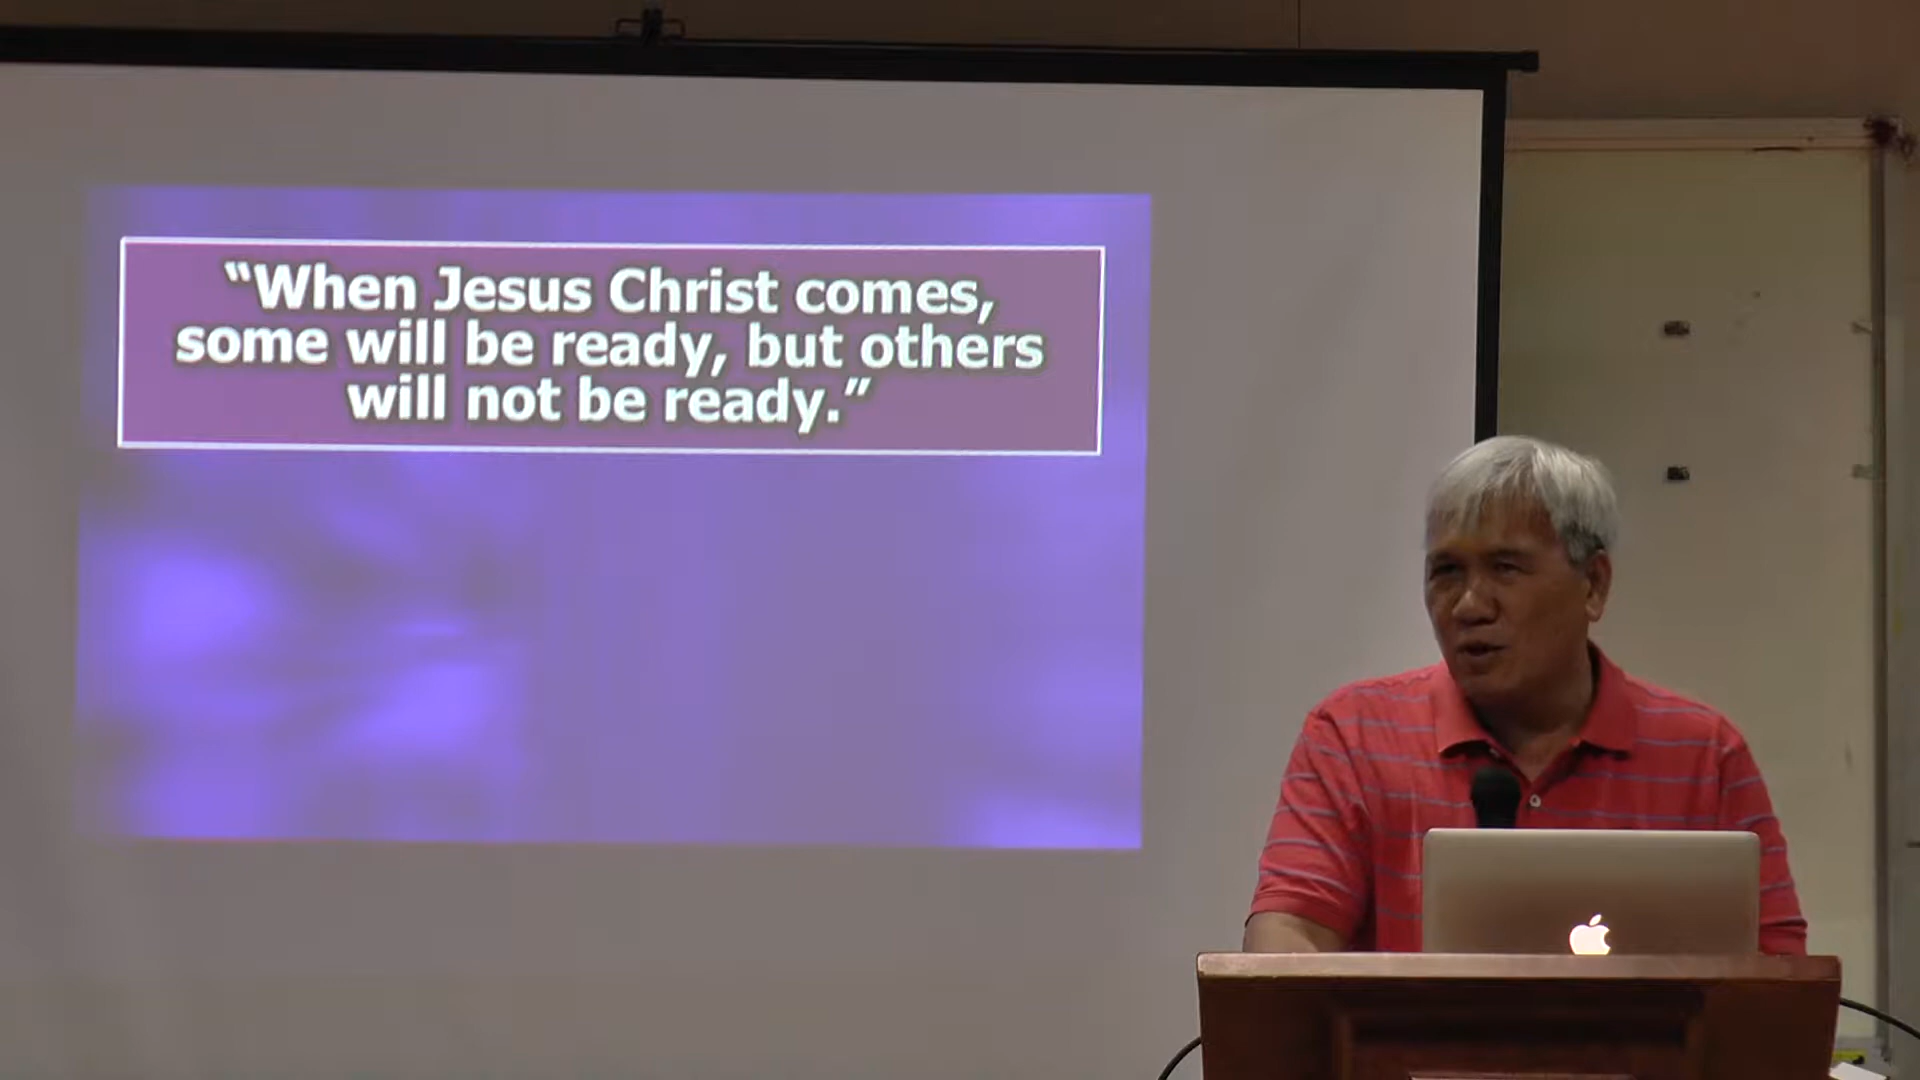 “When Jesus Christ comes,
some will be ready, but others
will not be ready.”